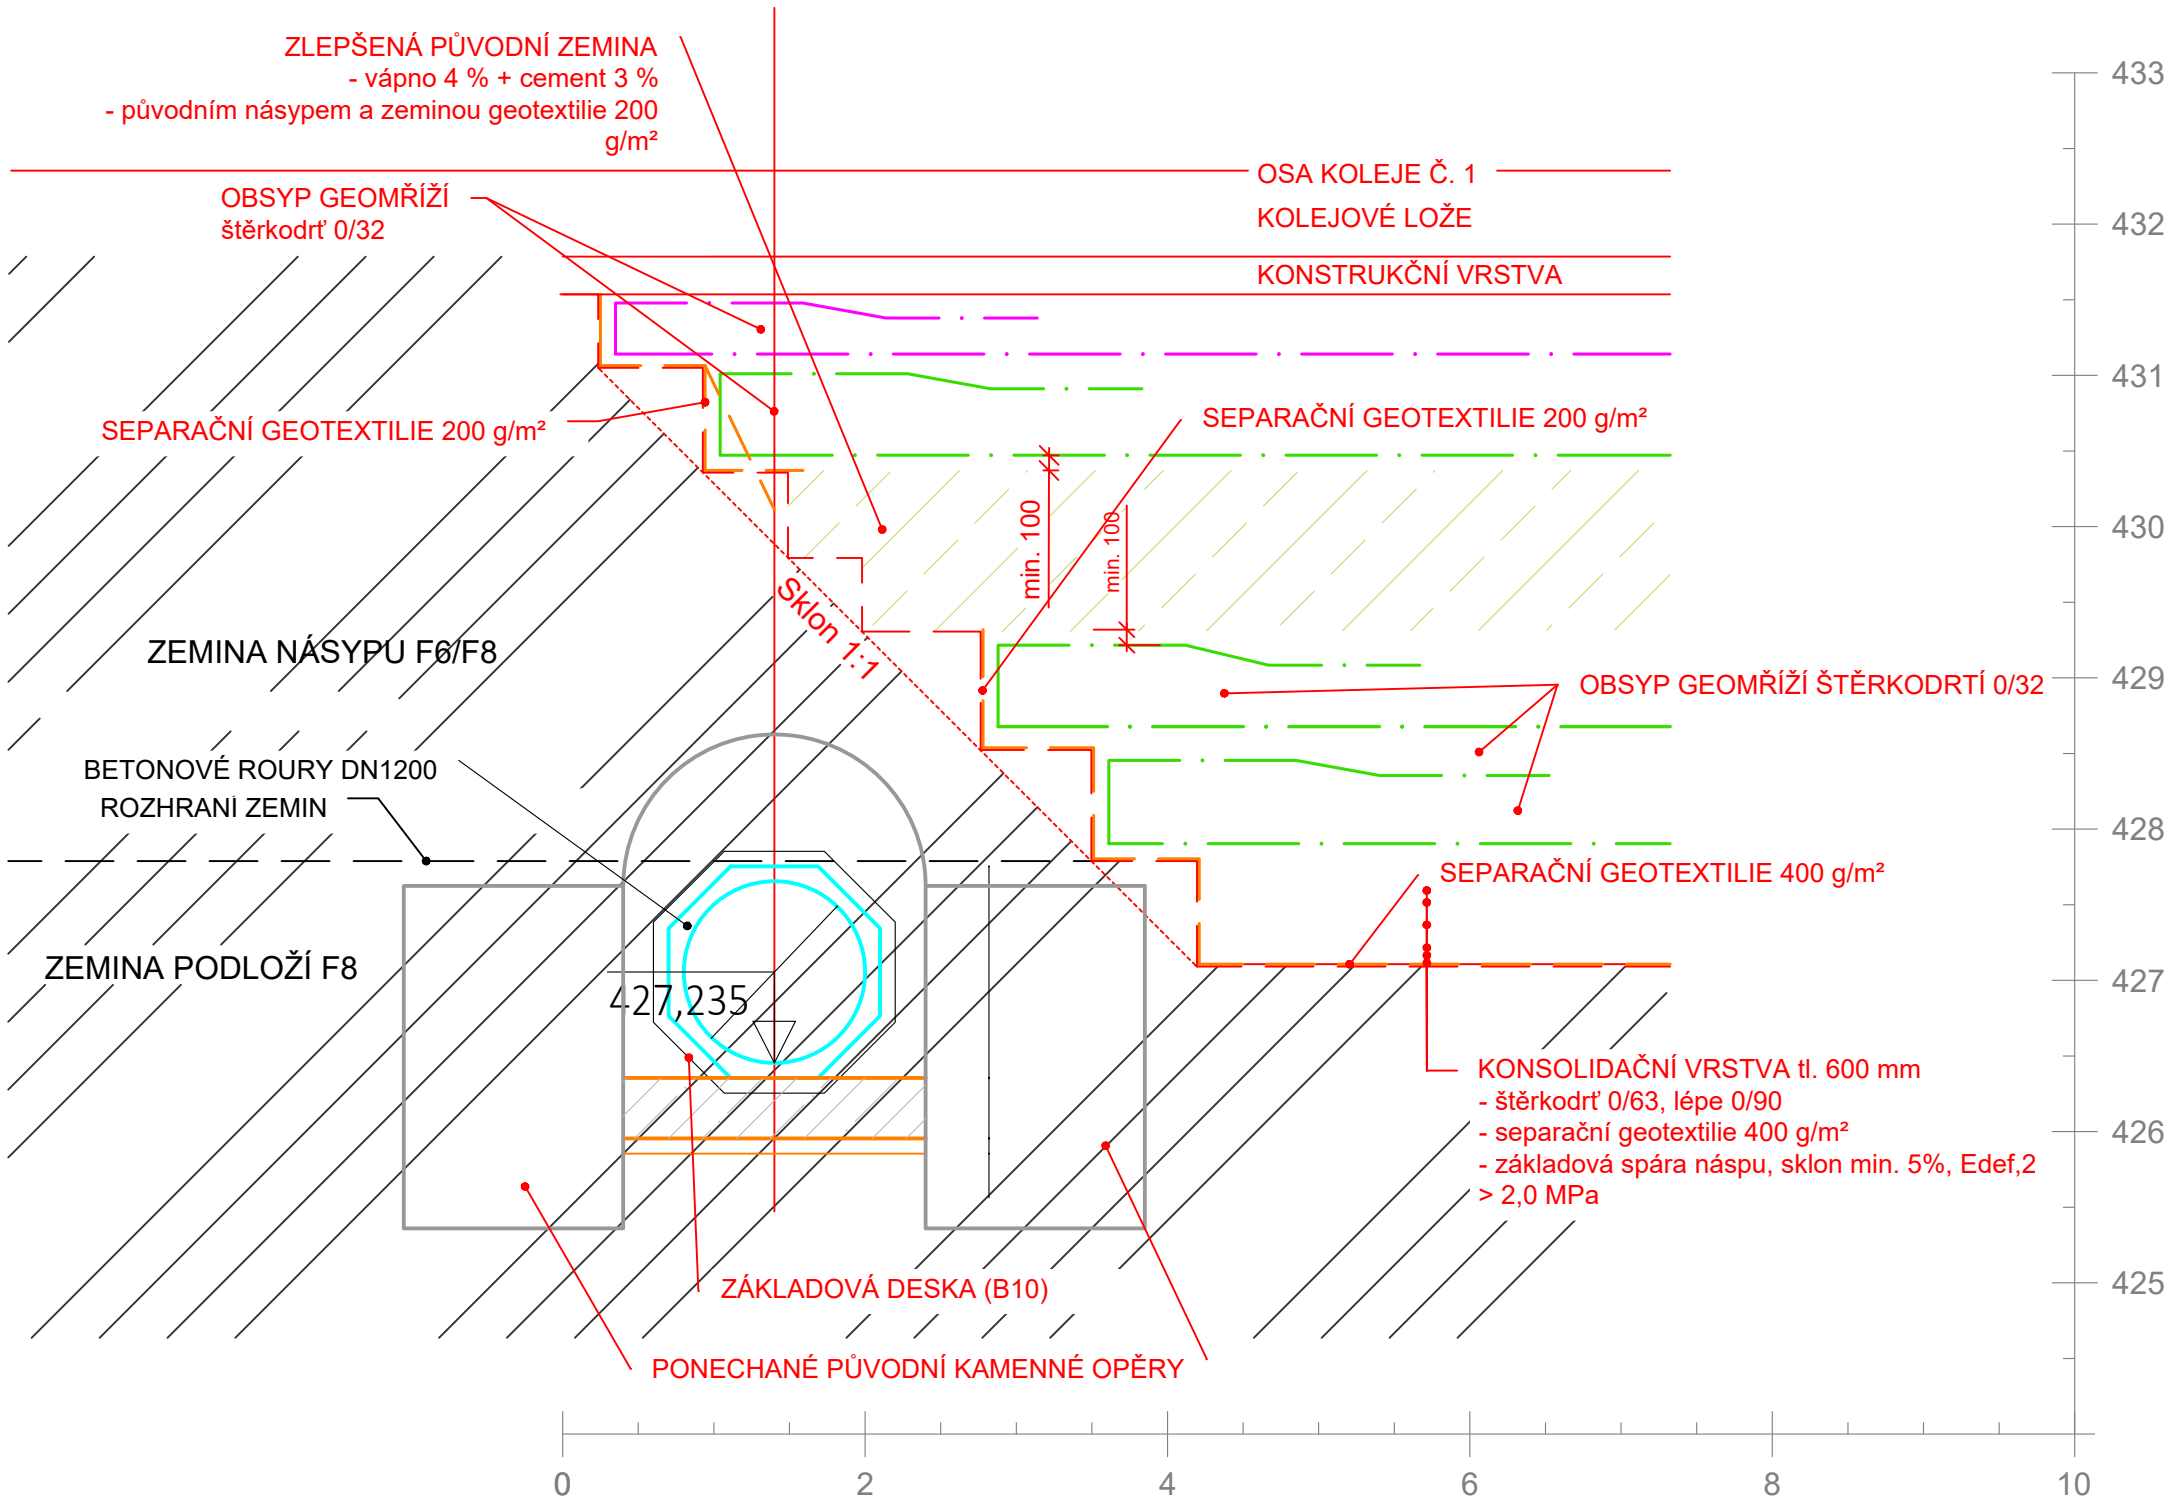 ZLEPŠENÁ PŮVODNÍ ZEMINA
- vápno 4 % + cement 3 %
- původním násypem a zeminou geotextilie 200
g/m²
OSA KOLEJE Č. 1
OBSYP GEOMŘÍŽÍ
štěrkodrť 0/32
KOLEJOVÉ LOŽE
KONSTRUKČNÍ VRSTVA
SEPARAČNÍ GEOTEXTILIE 200 g/m²
SEPARAČNÍ GEOTEXTILIE 200 g/m²
min. 100
min. 100
Sklon 1:1
ZEMINA NÁSYPU F6/F8
OBSYP GEOMŘÍŽÍ ŠTĚRKODRTÍ 0/32
BETONOVÉ ROURY DN1200
ROZHRANÍ ZEMIN
SEPARAČNÍ GEOTEXTILIE 400 g/m²
ZEMINA PODLOŽÍ F8
427,235
KONSOLIDAČNÍ VRSTVA tl. 600 mm
- štěrkodrť 0/63, lépe 0/90
- separační geotextilie 400 g/m²
- základová spára náspu, sklon min. 5%, Edef,2
> 2,0 MPa
ZÁKLADOVÁ DESKA (B10)
PONECHANÉ PŮVODNÍ KAMENNÉ OPĚRY
433
432
431
430
429
428
427
426
425
0 2 4 6 8 10